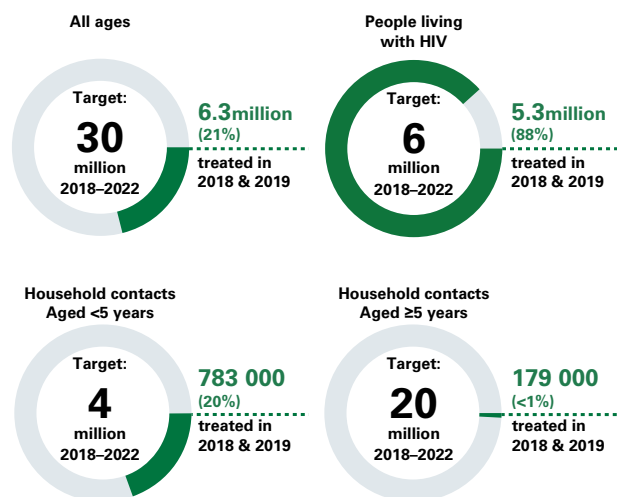 All ages
Target:
30
million
2018–2022
6.3million
(21%)
treated in
2018 & 2019
People living
with HIV
Target:
6
million
2018–2022
5.3million
(88%)
treated in
2018 & 2019
Household contacts
Aged <5 years
Target:
4
million
2018–2022
783 000
(20%)
treated in
2018 & 2019
Household contacts
Aged ≥5 years
Target:
20
million
2018–2022
179 000
(<1%)
treated in
2018 & 2019